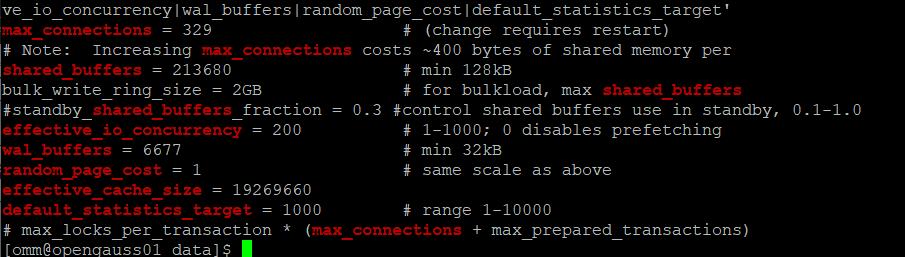 ve_io_concurrency|wal_buffers|random_page_cost|default_statistics_target'
max_connections = 329                   # (change requires restart)
# Note:  Increasing max_connections costs ~400 bytes of shared memory per
shared_buffers = 213680                 # min 128kB
bulk_write_ring_size = 2GB              # for bulkload, max shared_buffers
#standby_shared_buffers_fraction = 0.3 #control shared buffers use in standby, 0.1-1.0
effective_io_concurrency = 200          # 1-1000; 0 disables prefetching
wal_buffers = 6677                      # min 32kB
random_page_cost = 1                    # same scale as above
effective_cache_size = 19269660
default_statistics_target = 1000        # range 1-10000
# max_locks_per_transaction * (max_connections + max_prepared_transactions)
[omm@opengauss01 data]$